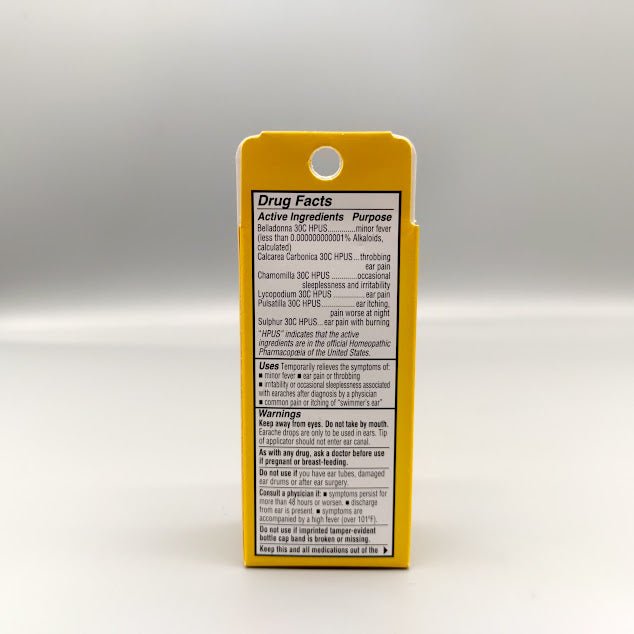 Drug Facts
Active Ingredients Purpose
Belladonna 30C HPUS.............minor fever
(less than 0.000000000001% Alkaloids,
calculated)
Calcarea Carbonica 30C HPUS...throbbing
ear pain
Chamomilla 30C HPUS ............occasional
sleeplessness and irritability
Lycopodium 30C HPUS ...............ear pain
Pulsatilla 30C HPUS................ear itching,
pain worse at night
Sulphur 30C HPUS...ear pain with burning
"HPUS" indicates that the active
ingredients are in the official Homeopathic
Pharmacopœia of the United States.
Uses Temporarily relieves the symptoms of:
■ minor fever ■ ear pain or throbbing
■ irritability or occasional sleeplessness associated
with earaches after diagnosis by a physician
■ common pain or itching of "swimmer's ear"
Warnings
Keep away from eyes. Do not take by mouth.
Earache drops are only to be used in ears. Tip
of applicator should not enter ear canal.
As with any drug, ask a doctor before use
if pregnant or breast-feeding.
Do not use if you have ear tubes, damaged
ear drums or after ear surgery.
Consult a physician if: ■ symptoms persist for
more than 48 hours or worsen. ■ discharge
from ear is present. ■ symptoms are
accompanied by a high fever (over 101°F).
Do not use if imprinted tamper-evident
bottle cap band is broken or missing.
Keep this and all medications out of the ▶